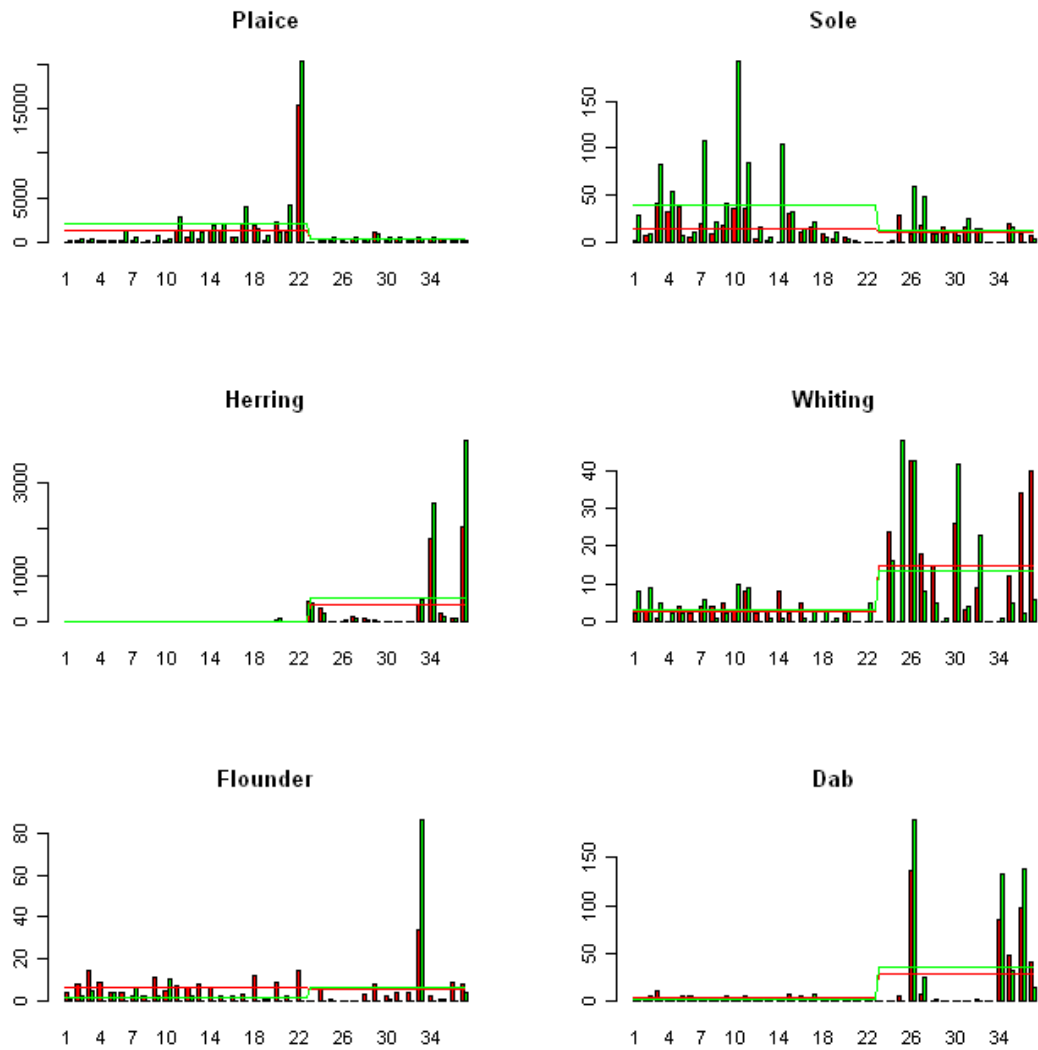 Plaice
Sole
0 5000 15000
1 4 7 10 14 18 22 26 30 34
0 50 100 150
1 4 7 10 14 18 22 26 30 34
Herring
Whiting
0 1000 3000
1 4 7 10 14 18 22 26 30 34
0 10 20 30 40
1 4 7 10 14 18 22 26 30 34
Flounder
Dab
0 20 40 60 80
1 4 7 10 14 18 22 26 30 34
0 50 100 150
1 4 7 10 14 18 22 26 30 34